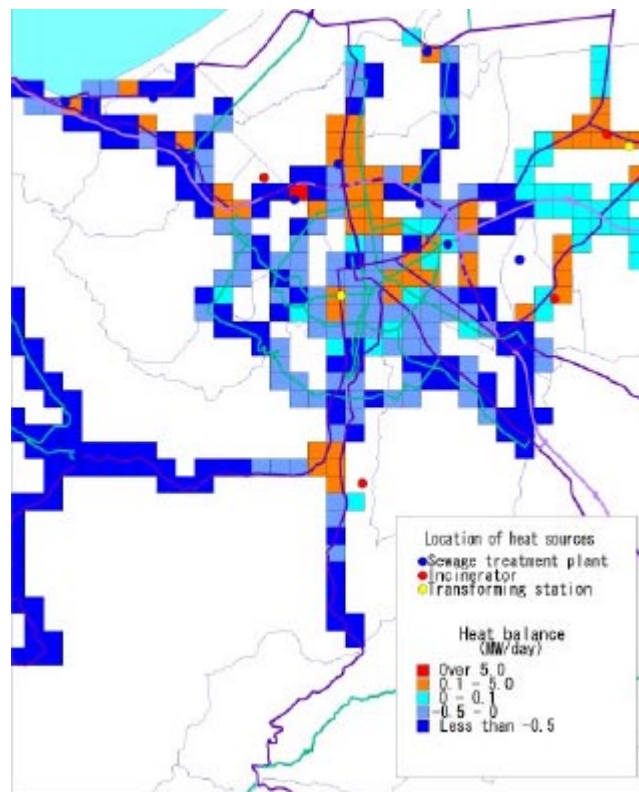 Location of heat sources
Sewage treatment plant
Incinerator
Transforming station
Heat balance
(MW/day)
Over 5.0
0.1 - 5.0
0 - 0.1
-0.5 - 0
Less than -0.5